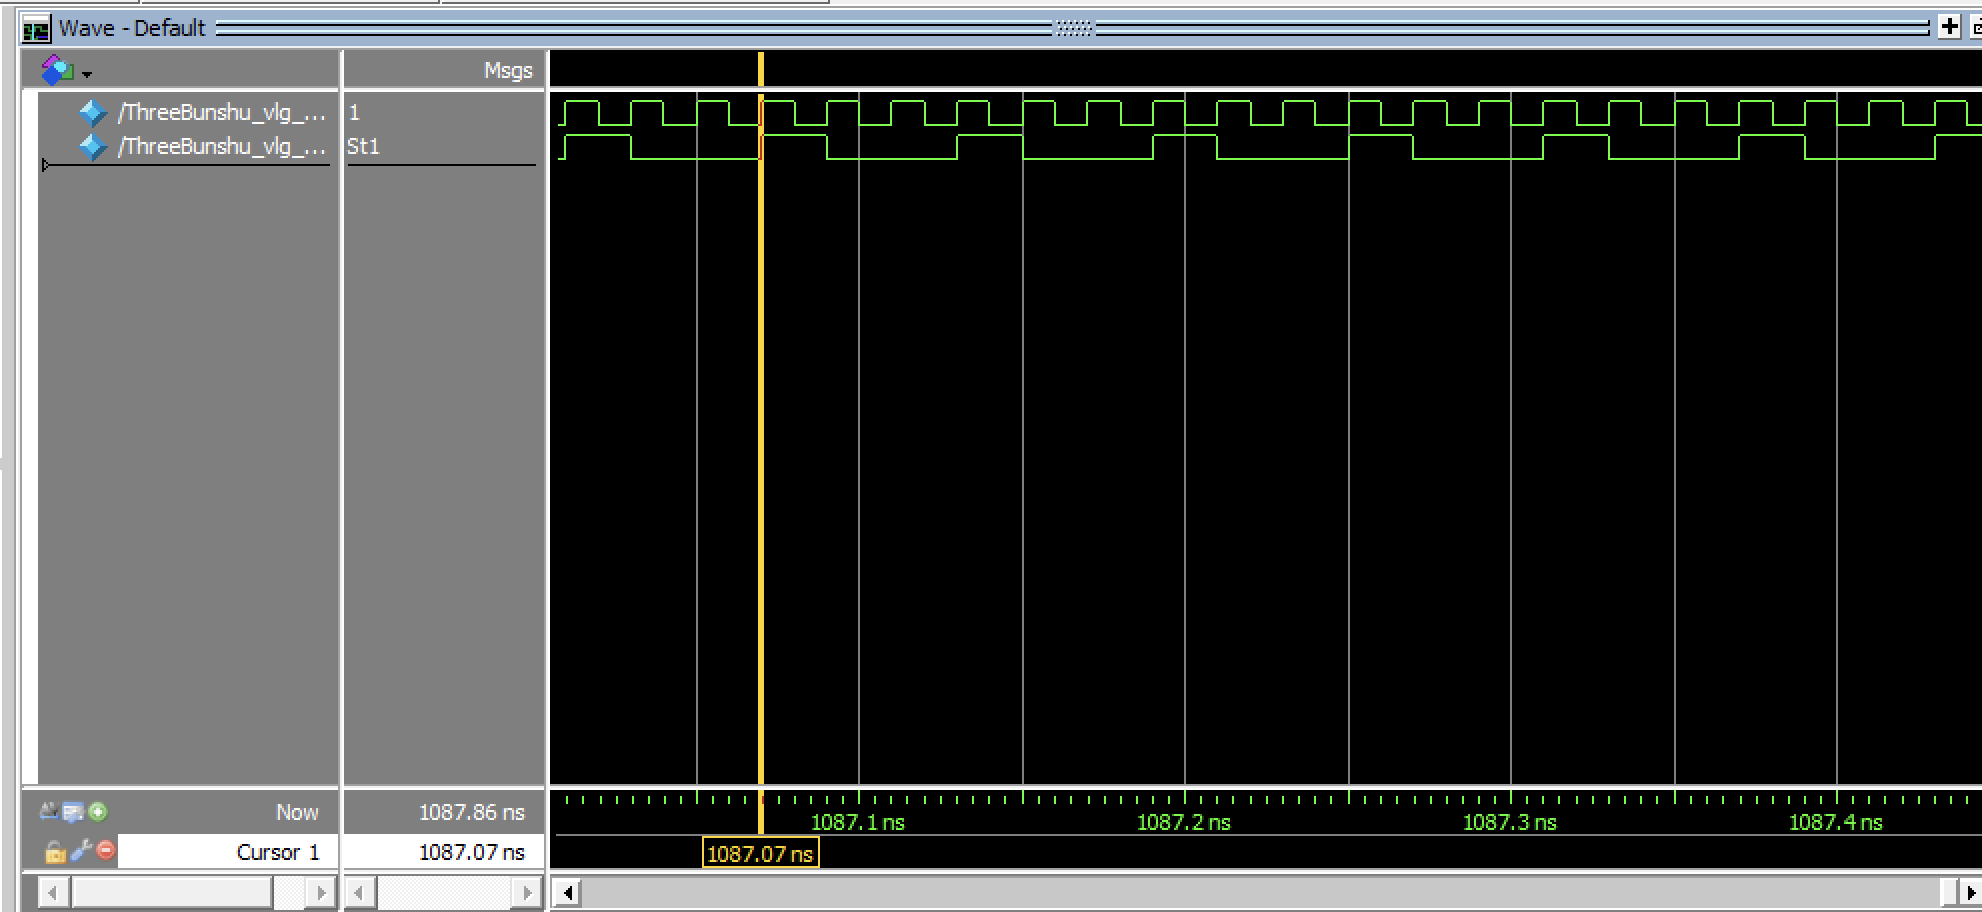 Wave - Default
Msgs
/ThreeBunshu_vlg_... 1
/ThreeBunshu_vlg_... St1
Now 1087.86 ns
1087.1 ns 1087.2 ns 1087.3 ns 1087.4 ns
Cursor 1 1087.07 ns 1087.07 ns